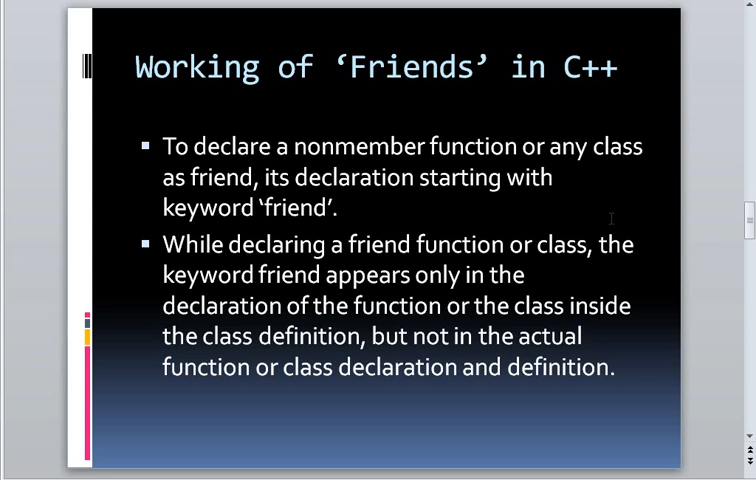 Working of ‘Friends’ in C++
To declare a nonmember function or any class
as friend, its declaration starting with
keyword ‘friend’.
While declaring a friend function or class, the
keyword friend appears only in the
declaration of the function or the class inside
the class definition, but not in the actual
function or class declaration and definition.